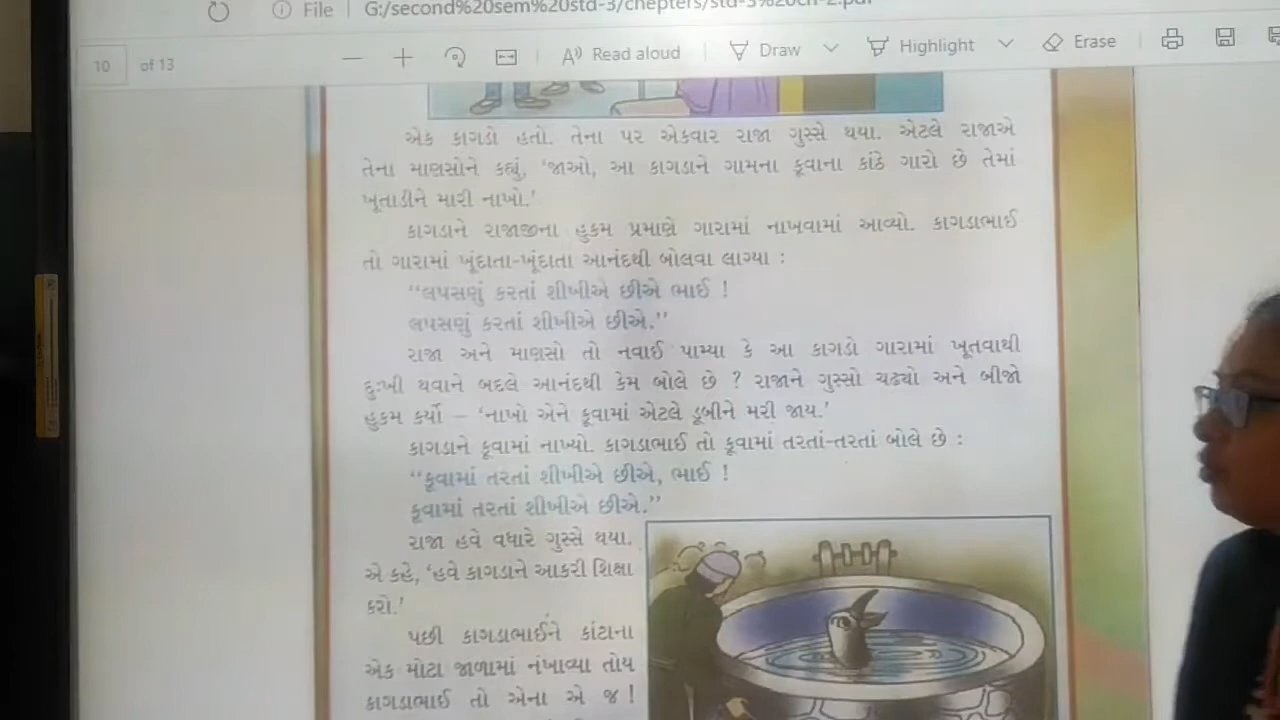 File | G:/second%20sem%20std-3/chepters/std-3%20ch-2.pdf
10 of 13 Read aloud Draw Highlight Erase
એક કાગડો હતો. તેના પર એકવાર રાજા ગુસ્સે થયા. એટલે રાજાએ
તેના માણસોને કહ્યું, ‘જાઓ, આ કાગડાને ગામના કૂવાના કાંઠે ગારો છે તેમાં
ખૂતાડીને મારી નાખો.’
કાગડાને રાજાજીના હુકમ પ્રમાણે ગારામાં નાખવામાં આવ્યો. કાગડાભાઈ
તો ગારામાં ખૂંદાતા-ખૂંદાતા આનંદથી બોલવા લાગ્યા :
“લપસણું કરતાં શીખીએ છીએ ભાઈ !
લપસણું કરતાં શીખીએ છીએ.”
રાજા અને માણસો તો નવાઈ પામ્યા કે આ કાગડો ગારામાં ખૂતવાથી
દુઃખી થવાને બદલે આનંદથી કેમ બોલે છે ? રાજાને ગુસ્સો ચઢ્યો અને બીજો
હુકમ કર્યો – ‘નાખો એને કૂવામાં એટલે ડૂબીને મરી જાય.’
કાગડાને કૂવામાં નાખ્યો. કાગડાભાઈ તો કૂવામાં તરતાં-તરતાં બોલે છે :
“કૂવામાં તરતાં શીખીએ છીએ, ભાઈ !
કૂવામાં તરતાં શીખીએ છીએ.”
રાજા હવે વધારે ગુસ્સે થયા.
એ કહે, ‘હવે કાગડાને આકરી શિક્ષા
કરો.’
પછી કાગડાભાઈને કાંટાના
એક મોટા જાળામાં નંખાવ્યા તોય
કાગડાભાઈ તો એના એ જ !